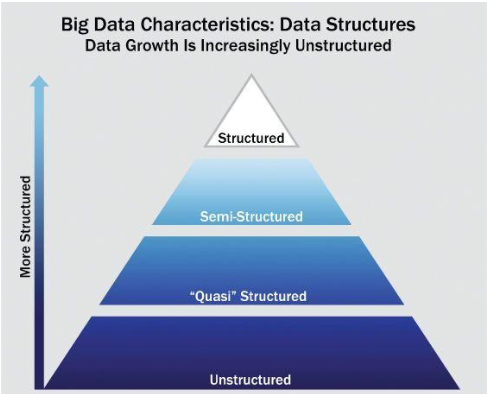 Big Data Characteristics: Data Structures
Data Growth Is Increasingly Unstructured
More Structured
Structured
Semi-Structured
“Quasi” Structured
Unstructured